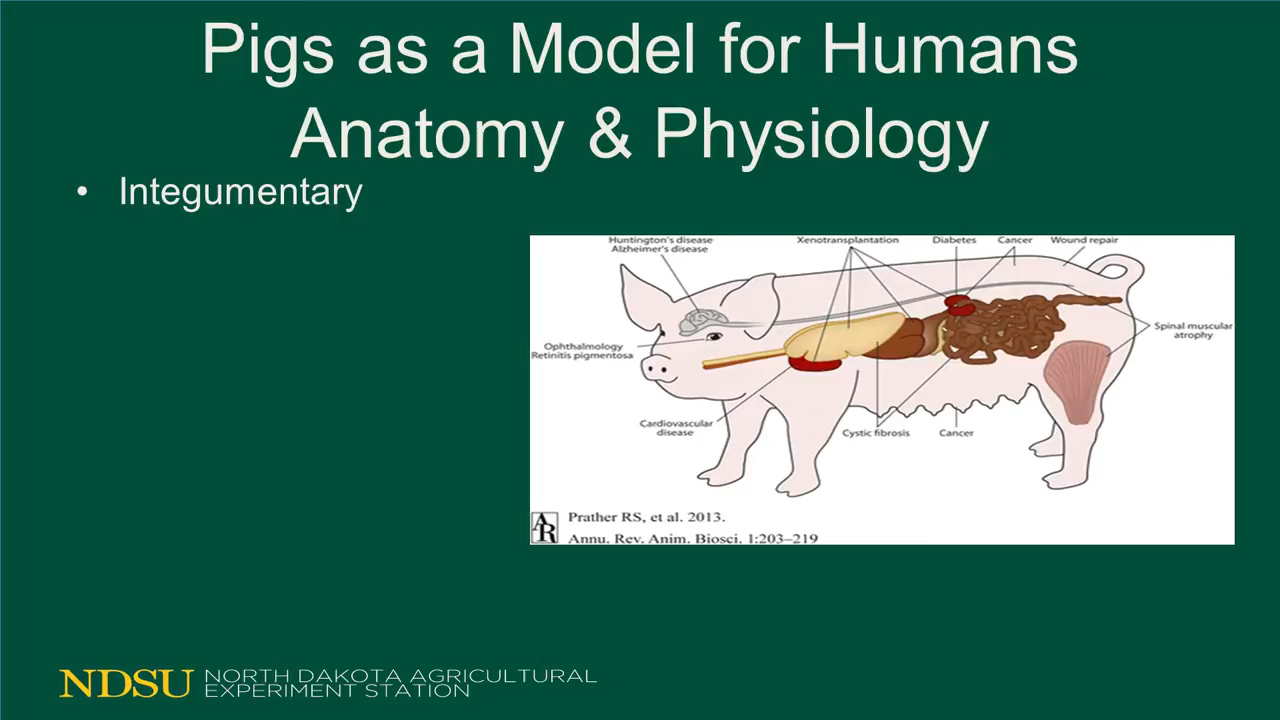 Pigs as a Model for Humans
Anatomy & Physiology
• Integumentary
Huntington's disease
Alzheimer's disease
Xenotransplantation
Diabetes
Cancer
Wound repair
Ophthalmology
Retinitis pigmentosa
Spinal muscular
atrophy
Cardiovascular
disease
Cystic fibrosis
Cancer
AR
Prather RS, et al. 2013.
Annu. Rev. Anim. Biosci. 1:203–219
NDSU
NORTH DAKOTA AGRICULTURAL
EXPERIMENT STATION